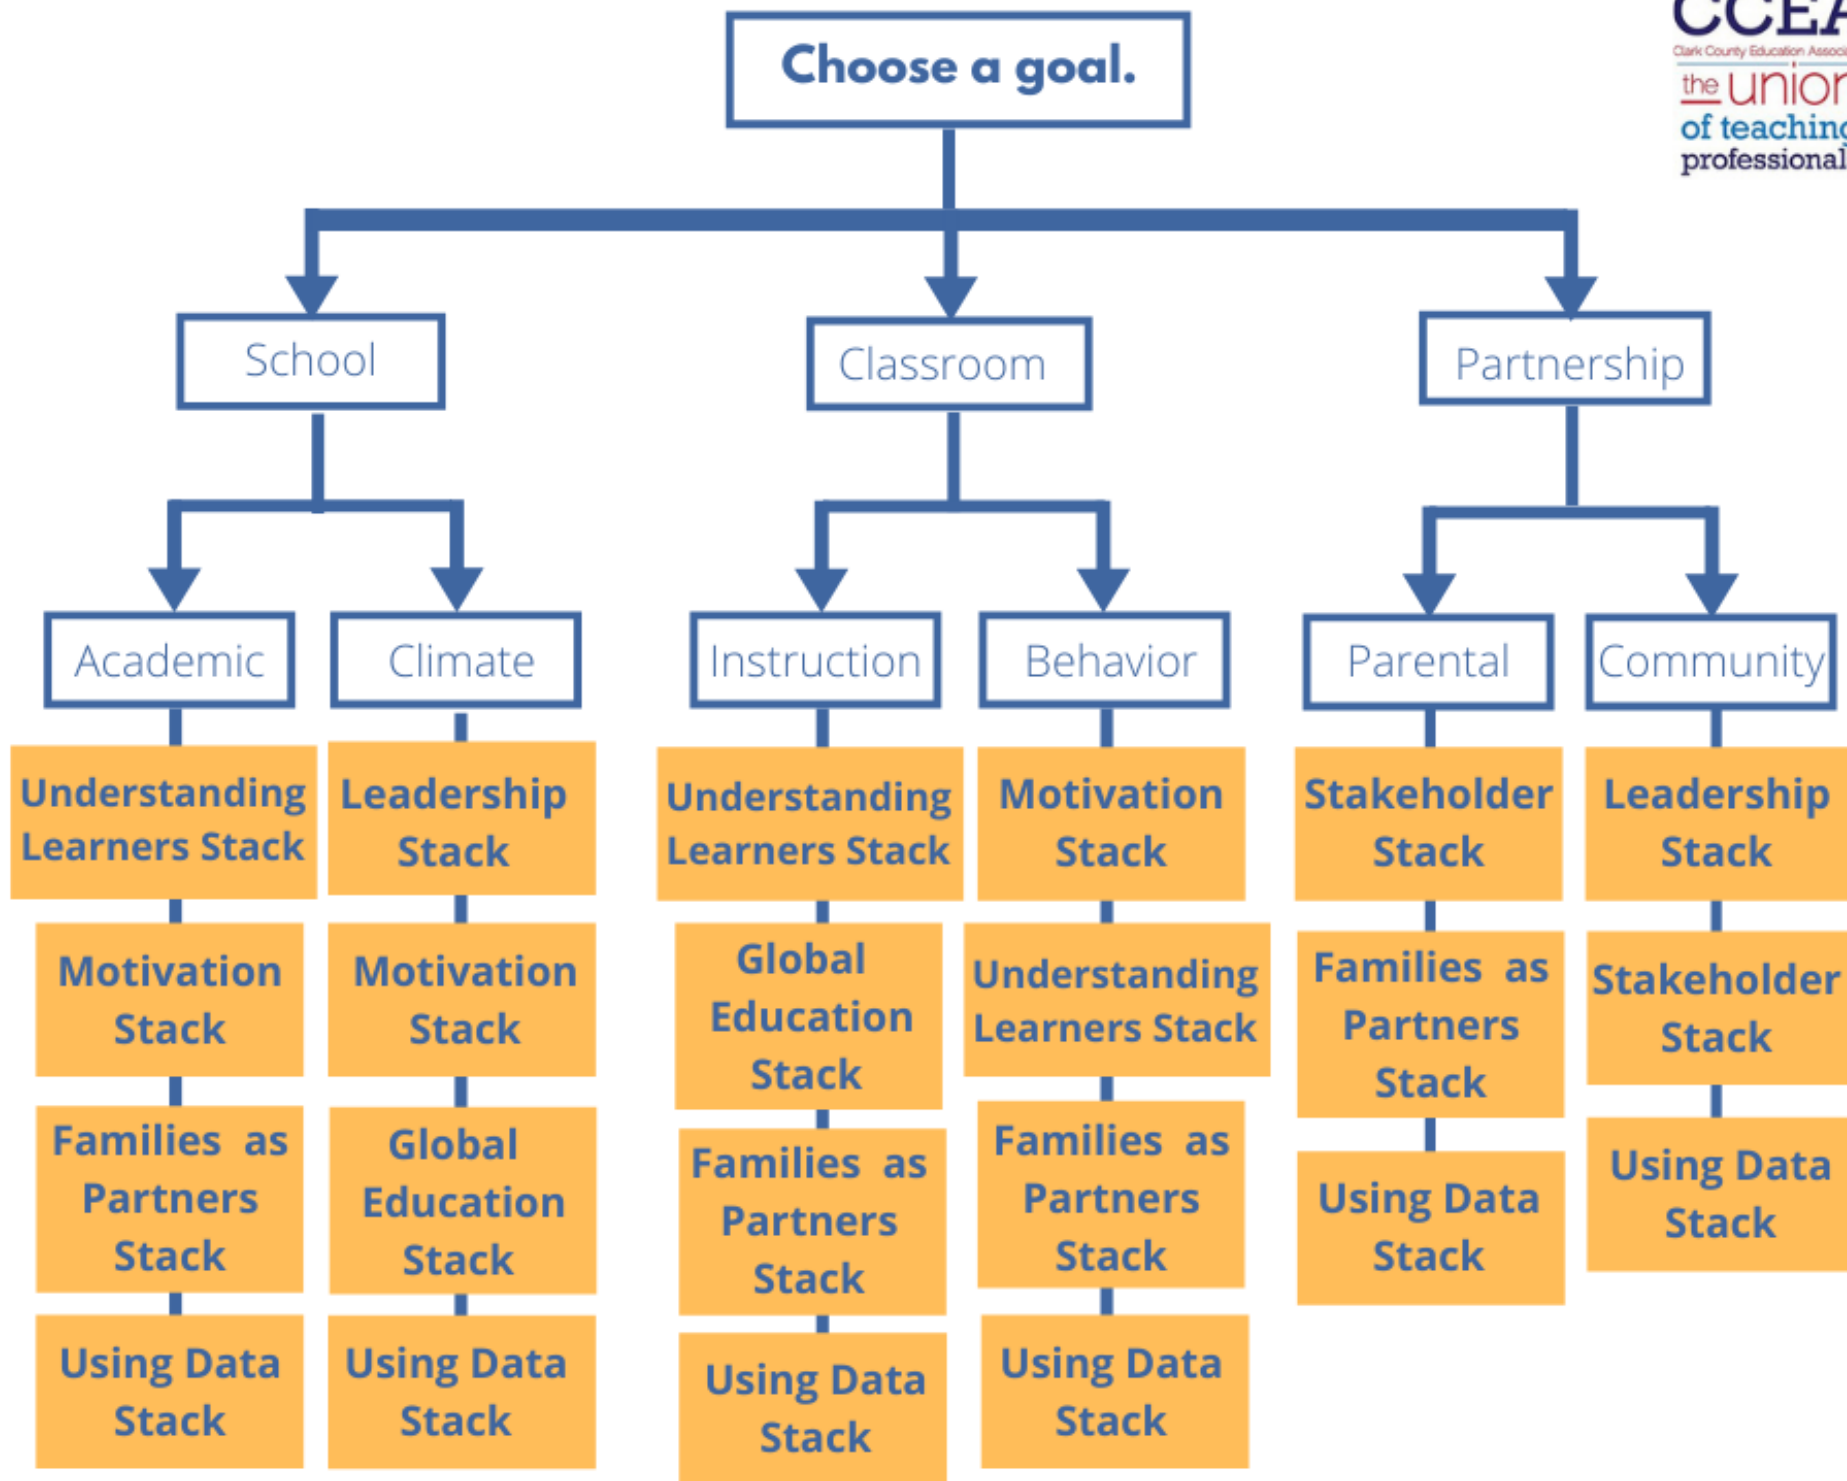 Choose a goal.
CCEA
Clark County Education Associ
the union
of teaching
professional
School
Classroom
Partnership
Academic
Climate
Instruction
Behavior
Parental
Community
Understanding
Learners Stack
Motivation
Stack
Families as
Partners
Stack
Using Data
Stack
Leadership
Stack
Motivation
Stack
Global
Education
Stack
Using Data
Stack
Understanding
Learners Stack
Global
Education
Stack
Families as
Partners
Stack
Using Data
Stack
Motivation
Stack
Understanding
Learners Stack
Families as
Partners
Stack
Using Data
Stack
Stakeholder
Stack
Families as
Partners
Stack
Using Data
Stack
Leadership
Stack
Stakeholder
Stack
Using Data
Stack